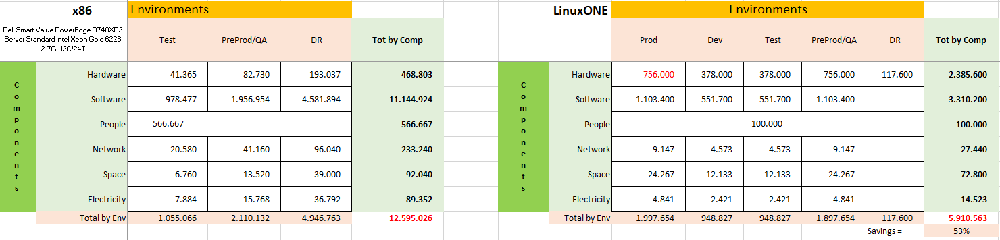 x86 Environments LinuxONE Environments
Dell Smart Value PowerEdge R740XD2
Server Standard Intel Xeon Gold 6226
2.7G, 12C/24T
Test PreProd/QA DR Tot by Comp Prod Dev Test PreProd/QA DR Tot by Comp
Components
Hardware 41.365 82.730 193.037 468.803
Software 978.477 1.956.954 4.581.894 11.144.924
People 566.667 566.667
Network 20.580 41.160 96.040 233.240
Space 6.760 13.520 39.000 92.040
Electricity 7.884 15.768 36.792 89.352
Total by Env 1.055.066 2.110.132 4.946.763 12.595.026
Components
Hardware 756.000 378.000 378.000 756.000 117.600 2.385.600
Software 1.103.400 551.700 551.700 1.103.400 - 3.310.200
People 100.000 100.000
Network 9.147 4.573 4.573 9.147 - 27.440
Space 24.267 12.133 12.133 24.267 - 72.800
Electricity 4.841 2.421 2.421 4.841 - 14.523
Total by Env 1.997.654 948.827 948.827 1.897.654 117.600 5.910.563
Savings = 53%